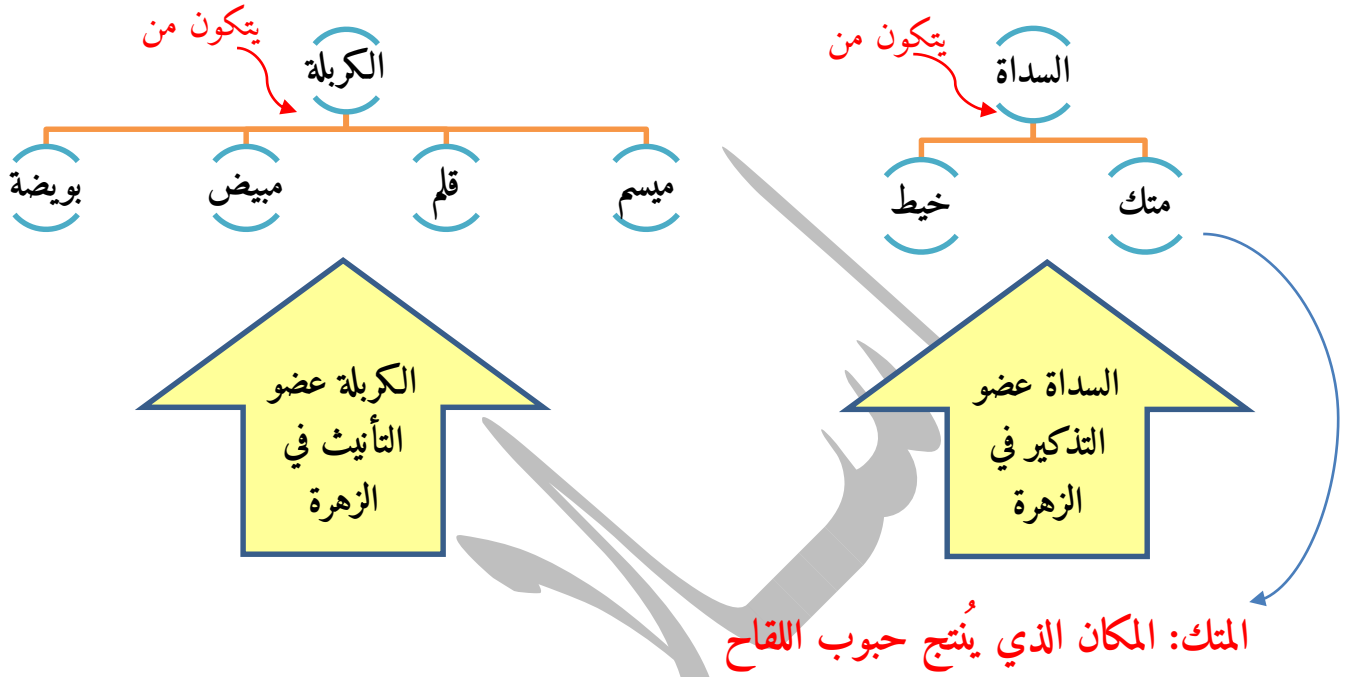 يتكون من
السداة
متك
خيط
السداة عضو
التذكير في
الزهرة
المتك: المكان الذي يُنتج حبوب اللقاح
يتكون من
الكربلة
ميسم
قلم
مبيض
بويضة
الكربلة عضو
التأنيث في
الزهرة